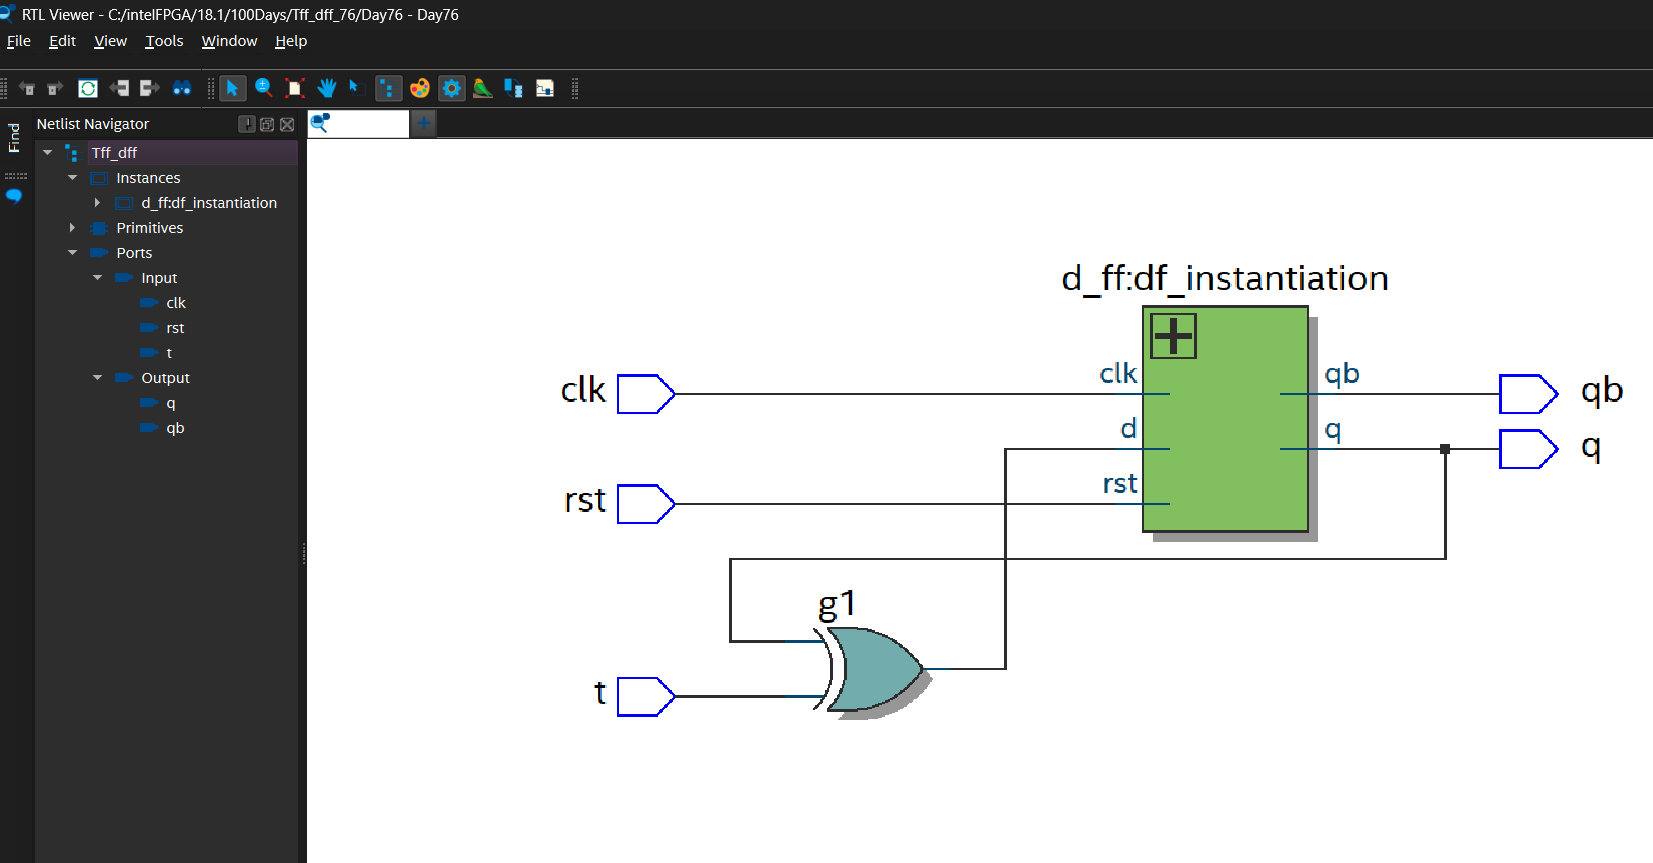 RTL Viewer - C:/intelFPGA/18.1/100Days/Tff_dff_76/Day76 - Day76
File Edit View Tools Window Help
Find
Netlist Navigator
Tff_dff
Instances
d_ff:df_instantiation
Primitives
Ports
Input
clk
rst
t
Output
q
qb
d_ff:df_instantiation
clk clk qb qb
d q q
rst rst
g1
t